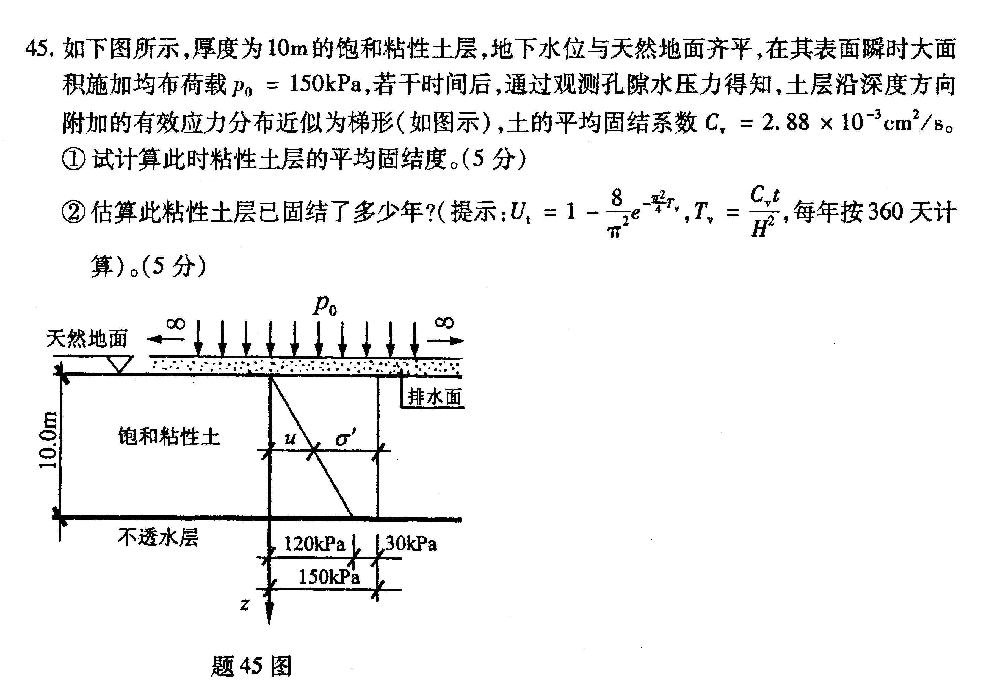 45. 如下图所示,厚度为10m的饱和粘性土层,地下水位与天然地面齐平,在其表面瞬时大面
积施加均布荷载 p₀ = 150kPa,若干时间后,通过观测孔隙水压力得知,土层沿深度方向
附加的有效应力分布近似为梯形(如图示),土的平均固结系数 Cᵥ = 2.88 × 10⁻³cm²/s。
①试计算此时粘性土层的平均固结度。(5 分)
②估算此粘性土层已固结了多少年?(提示:Uₜ = 1 - \frac{8}{π²}e^{-\frac{π²}{4}Tᵥ},Tᵥ = \frac{Cᵥt}{H²},每年按360 天计
算)。(5 分)
p₀
∞
∞
天然地面
排水面
10.0m
饱和粘性土
u
σ′
不透水层
120kPa
30kPa
150kPa
z
题 45 图